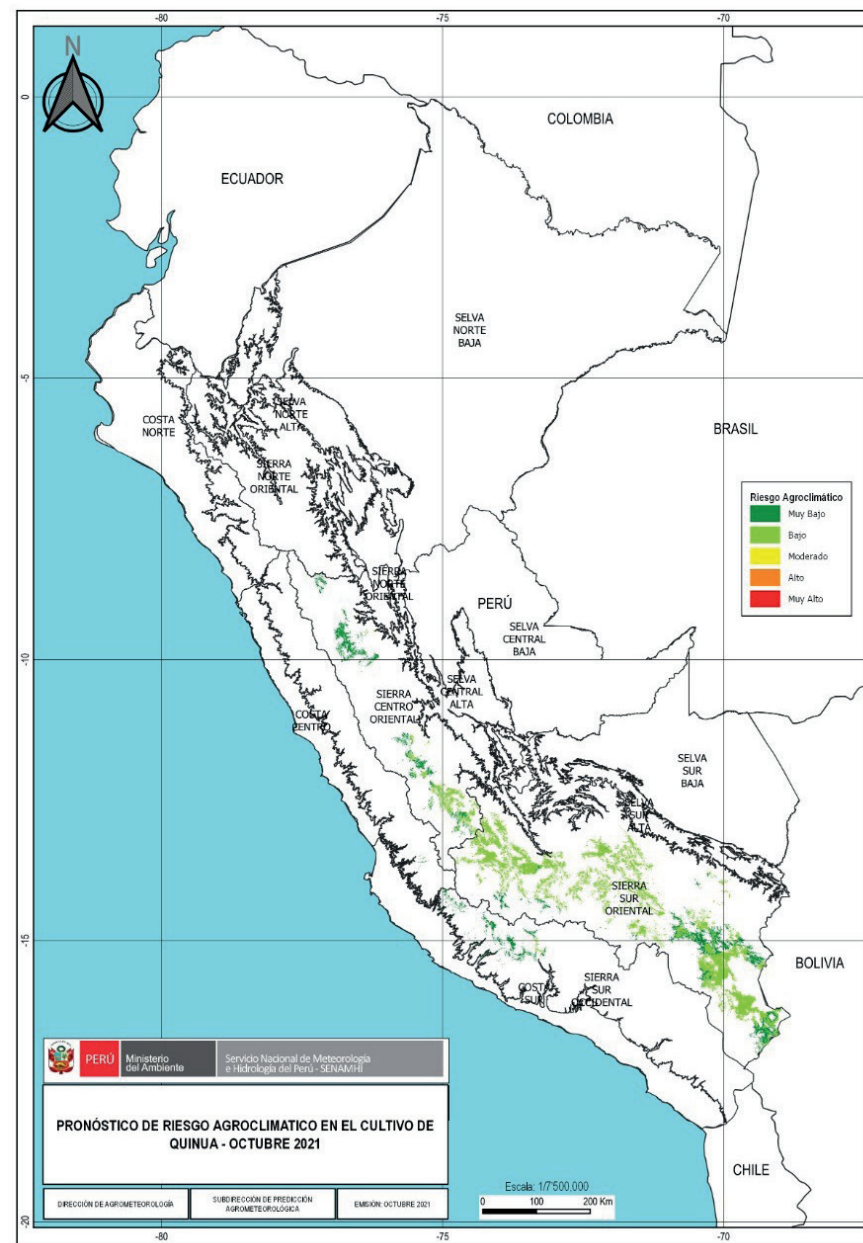 -80
-75
-70
N
0
COLOMBIA
ECUADOR
SELVA
NORTE
BAJA
-5
COSTA
NORTE
SELVA
NORTE
ALTA
BRASIL
SIERRA
NORTE
ORIENTAL
Riesgo Agroclimático
Muy Bajo
Bajo
Moderado
Alto
Muy Alto
SIERRA
NORTE
ORIENTAL
PERÚ
SELVA
CENTRAL
BAJA
-10
SELVA
CENTRAL
ALTA
SIERRA
CENTRO
ORIENTAL
COSTA
CENTRO
SELVA
SUR
BAJA
SELVA
SUR
ALTA
SIERRA
SUR
ORIENTAL
-15
BOLIVIA
COSTA
SUR
SIERRA
SUR
OCCIDENTAL
PERÚ
Ministerio
del Ambiente
Servicio Nacional de Meteorología
e Hidrología del Perú - SENAMHI
PRONÓSTICO DE RIESGO AGROCLIMATICO EN EL CULTIVO DE
QUINUA - OCTUBRE 2021
DIRECCIÓN DE AGROMETEOROLOGÍA
SUBDIRECCIÓN DE PREDICCIÓN
AGROMETEOROLÓGICA
EMISIÓN: OCTUBRE 2021
CHILE
Escala: 1/7'500,000
0 100 200 Km
-20
-80
-75
-70